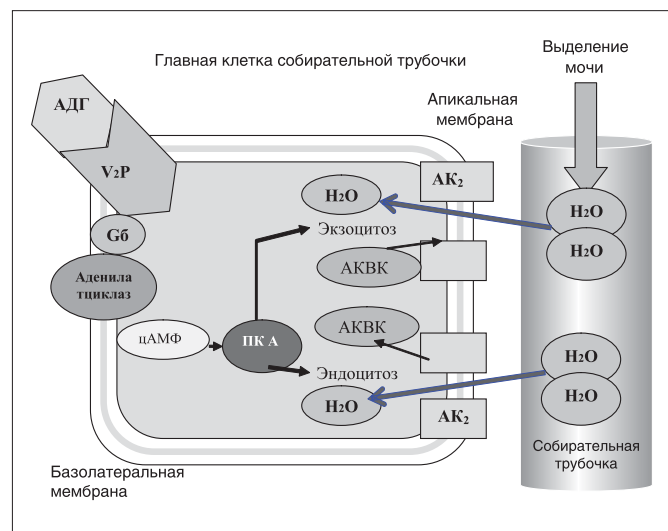 Главная клетка собирательной трубочки
Выделение
мочи
АДГ
Апикальная
мембрана
V₂P
АК₂
H₂O
H₂O
Gб
Экзоцитоз
H₂O
Аденила
тциклаз
АКВК
АКВК
цАМФ
ПК А
H₂O
Эндоцитоз
H₂O
H₂O
АК₂
Собирательная
трубочка
Базолатеральная
мембрана